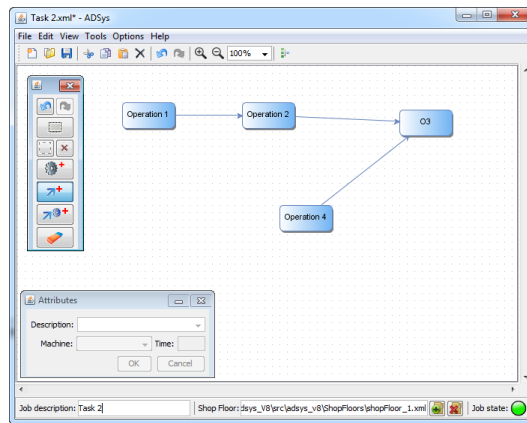 Task 2.xml* - ADSys
File Edit View Tools Options Help
100%
Operation 1
Operation 2
O3
Operation 4
Attributes
Description:
Machine:
Time:
OK
Cancel
Job description: Task 2
Shop Floor: dsys_V8\src\adsys_v8\ShopFloors\shopFloor_1.xml
Job state: